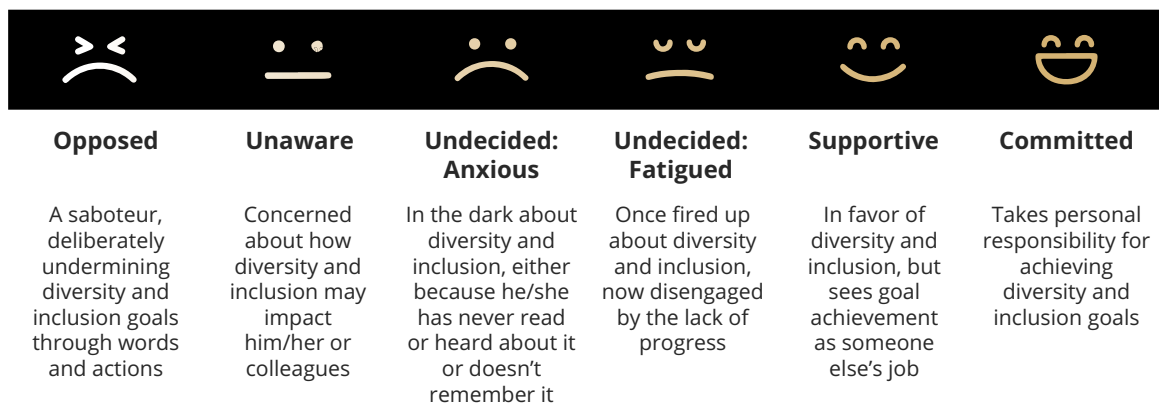 Opposed
A saboteur,
deliberately
undermining
diversity and
inclusion goals
through words
and actions
Unaware
Concerned
about how
diversity and
inclusion may
impact
him/her or
colleagues
Undecided:
Anxious
In the dark about
diversity and
inclusion, either
because he/she
has never read
or heard about it
or doesn’t
remember it
Undecided:
Fatigued
Once fired up
about diversity
and inclusion,
now disengaged
by the lack of
progress
Supportive
In favor of
diversity and
inclusion, but
sees goal
achievement
as someone
else’s job
Committed
Takes personal
responsibility for
achieving
diversity and
inclusion goals